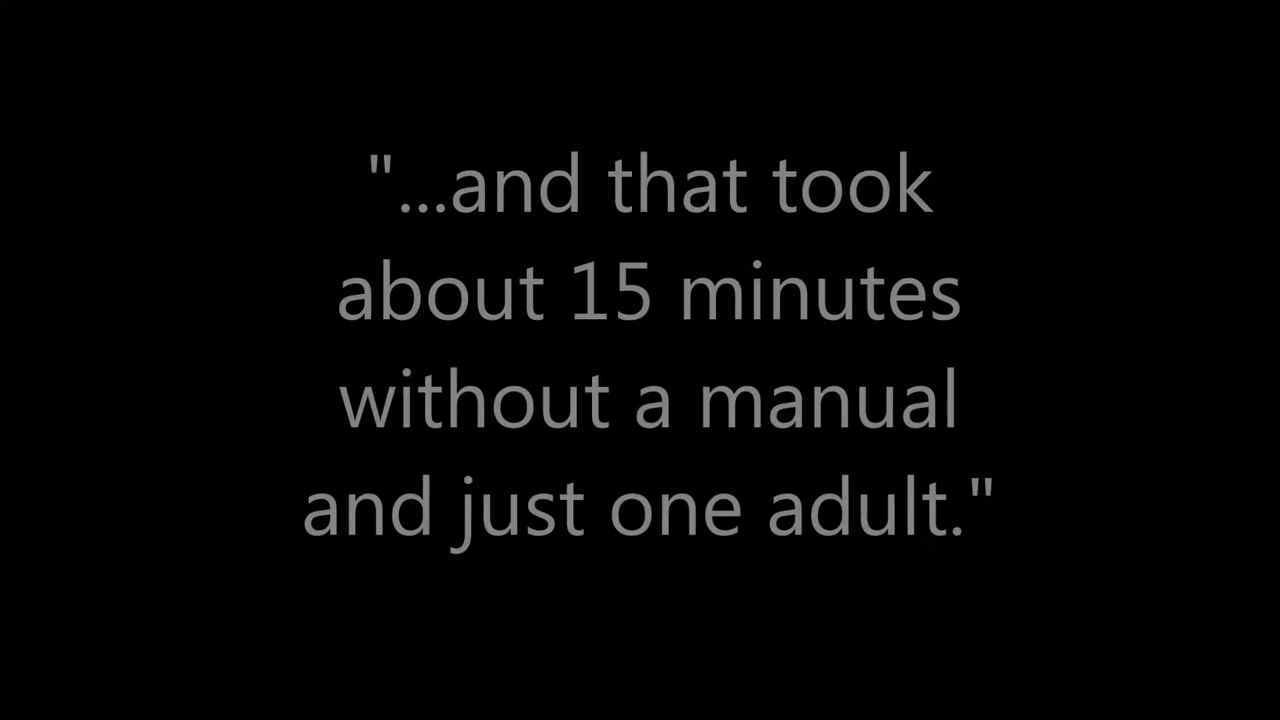 "...and that took
about 15 minutes
without a manual
and just one adult."